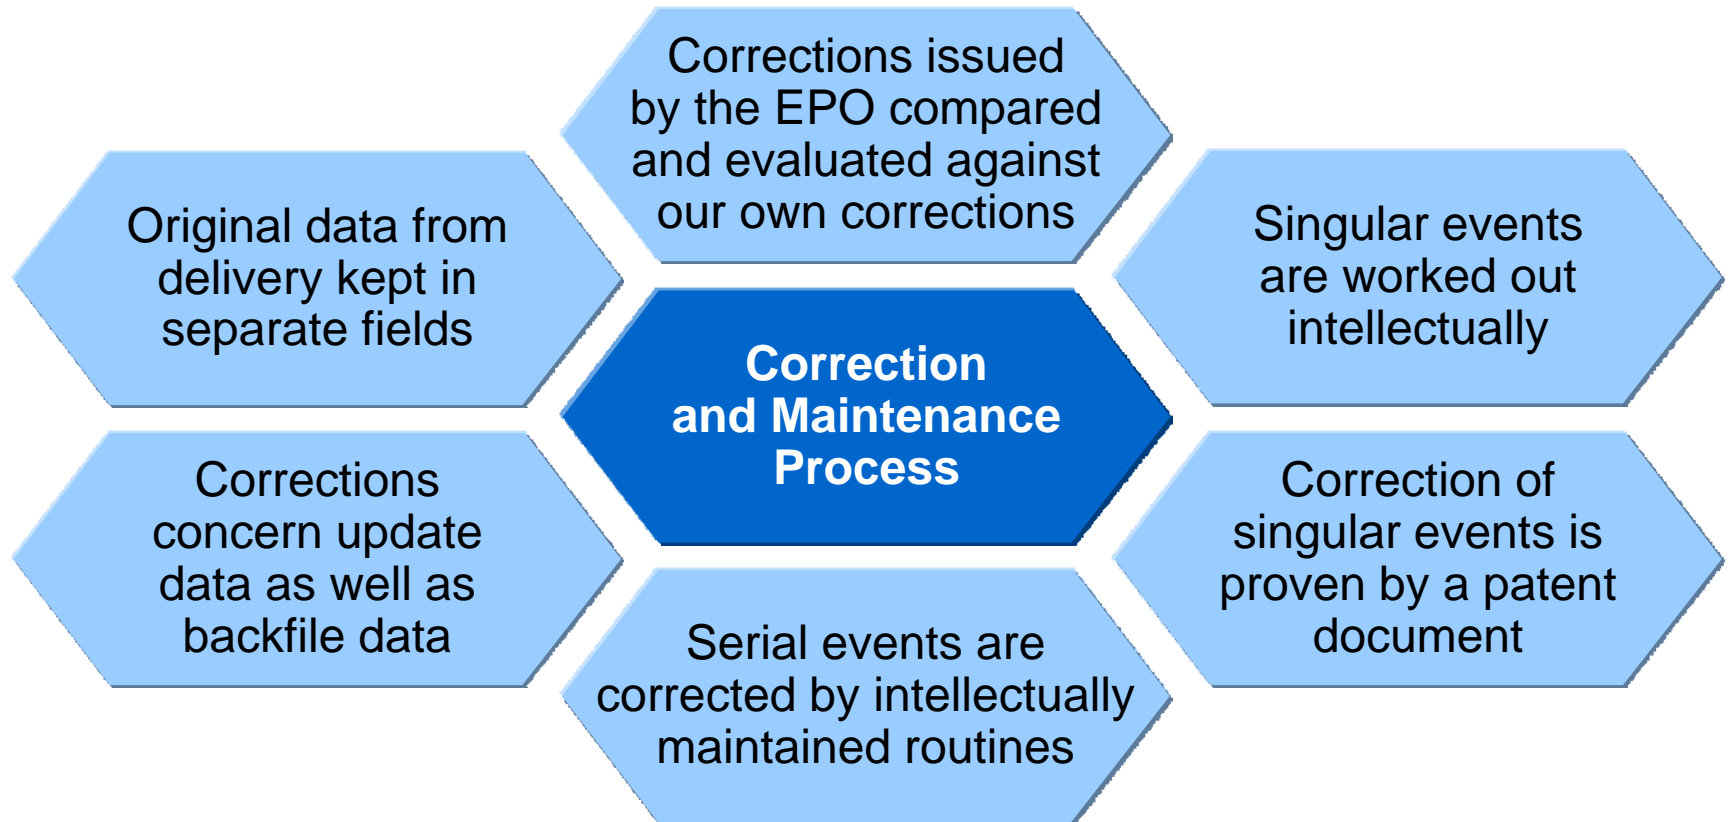 Corrections issued
by the EPO compared
and evaluated against
our own corrections
Original data from
delivery kept in
separate fields
Singular events
are worked out
intellectually
Correction
and Maintenance
Process
Corrections
concern update
data as well as
backfile data
Correction of
singular events is
proven by a patent
document
Serial events are
corrected by intellectually
maintained routines